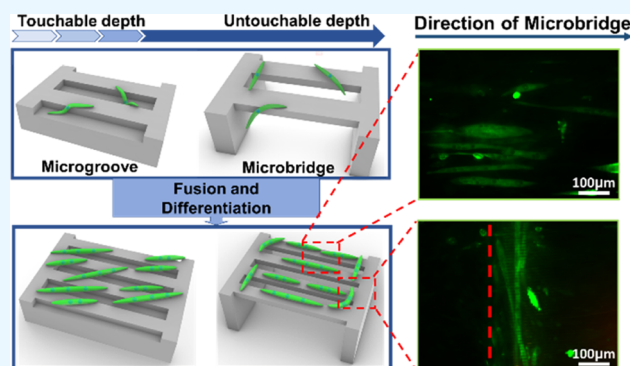 Touchable depth
Untouchable depth
Direction of Microbridge
Microgroove
Microbridge
Fusion and
Differentiation
100μm
100μm